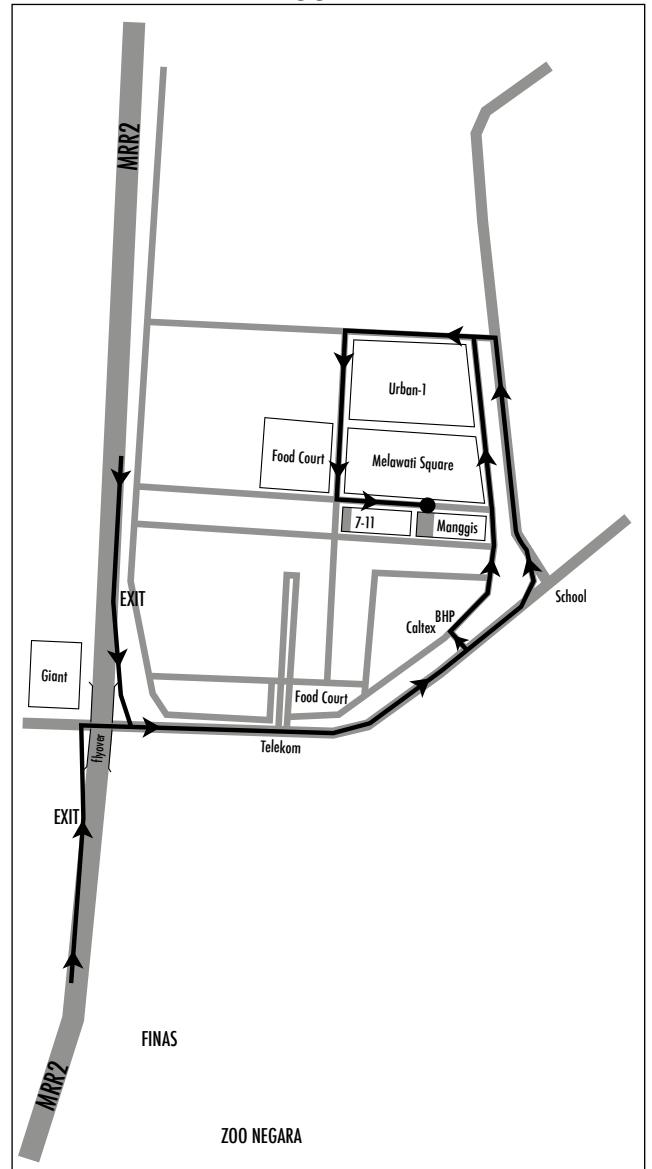 MRR2
Urban-1
Food Court
Melawati Square
7-11
Manggis
EXIT
BHP
Caltex
School
Giant
Food Court
flyover
Telekom
EXIT
FINAS
MRR2
ZOO NEGARA